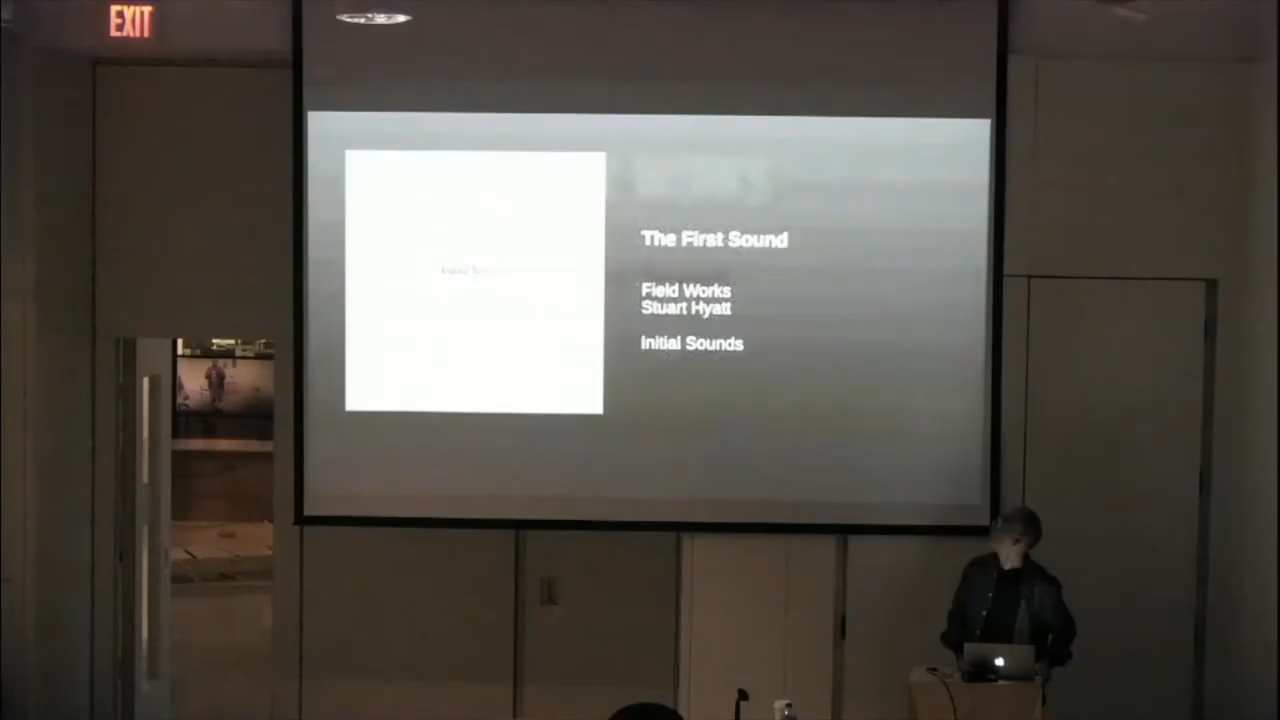 EXIT
The First Sound
Field Works
Stuart Hyatt
Initial Sounds